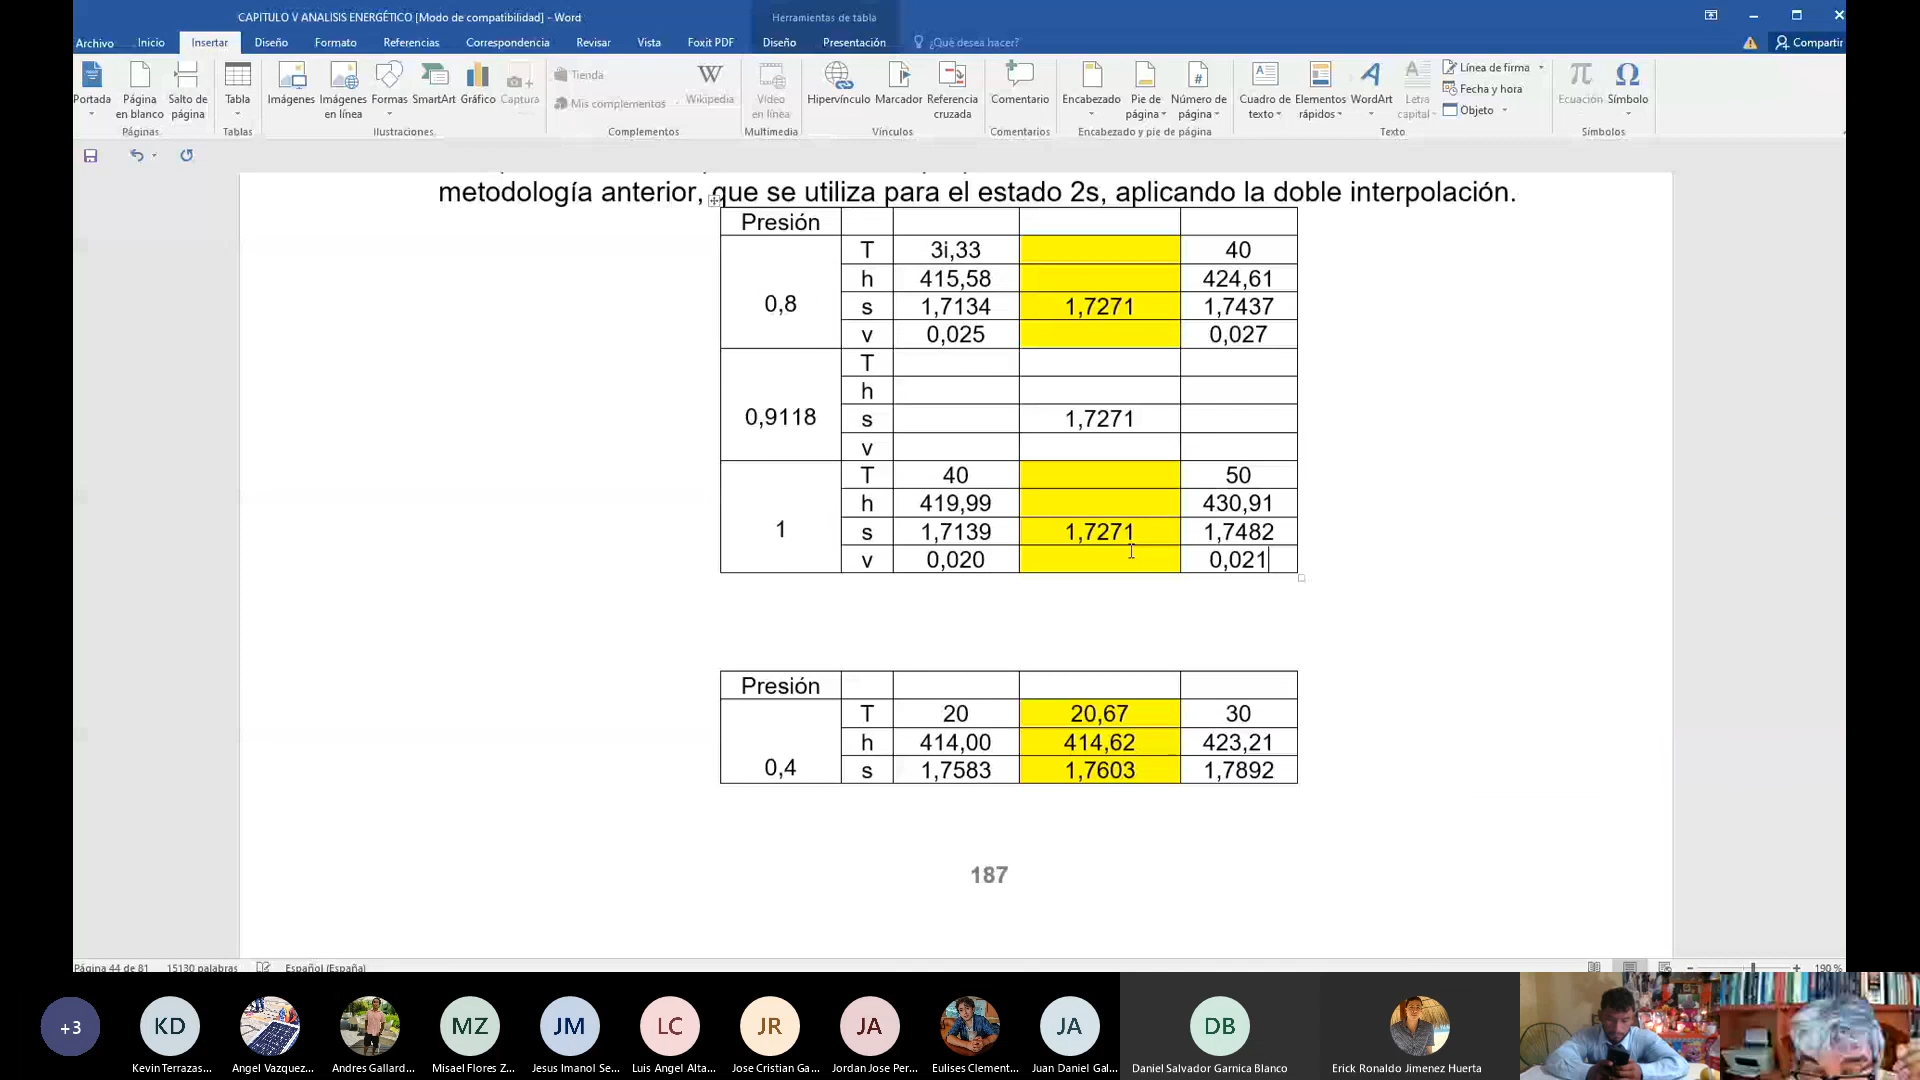 CAPITULO V ANALISIS ENERGÉTICO [Modo de compatibilidad] - Word
Herramientas de tabla
Archivo Inicio Insertar Diseño Formato Referencias Correspondencia Revisar Vista Foxit PDF Diseño Presentación ¿Qué desea hacer? Compartir
Portada Página en blanco Salto de página
Páginas
Tabla
Tablas
Imágenes Imágenes en línea Formas SmartArt Gráfico Captura
Ilustraciones
Tienda
Mis complementos
Wikipedia
Complementos
Vídeo en línea
Multimedia
Hipervínculo Marcador Referencia cruzada
Vínculos
Comentario
Comentarios
Encabezado Pie de página Número de página
Encabezado y pie de página
Cuadro de texto Elementos rápidos WordArt Letra capital
Línea de firma
Fecha y hora
Objeto
Texto
Ecuación Símbolo
Símbolos
metodología anterior, que se utiliza para el estado 2s, aplicando la doble interpolación.
Presión
0,8
T 3i,33 40
h 415,58 424,61
s 1,7134 1,7271 1,7437
v 0,025 0,027
0,9118
T
h
s 1,7271
v
1
T 40 50
h 419,99 430,91
s 1,7139 1,7271 1,7482
v 0,020 0,021
Presión
0,4
T 20 20,67 30
h 414,00 414,62 423,21
s 1,7583 1,7603 1,7892
187
Página 44 de 81 15130 palabras Español (España) 190 %
+3 KD MZ JM LC JR JA JA DB
Kevin Terrazas... Angel Vazquez... Andres Gallard... Misael Flores Z... Jesus Imanol Se... Luis Angel Alta... Jose Cristian Ga... Jordan Jose Per... Eulises Clement... Juan Daniel Gal... Daniel Salvador Garnica Blanco Erick Ronaldo Jimenez Huerta